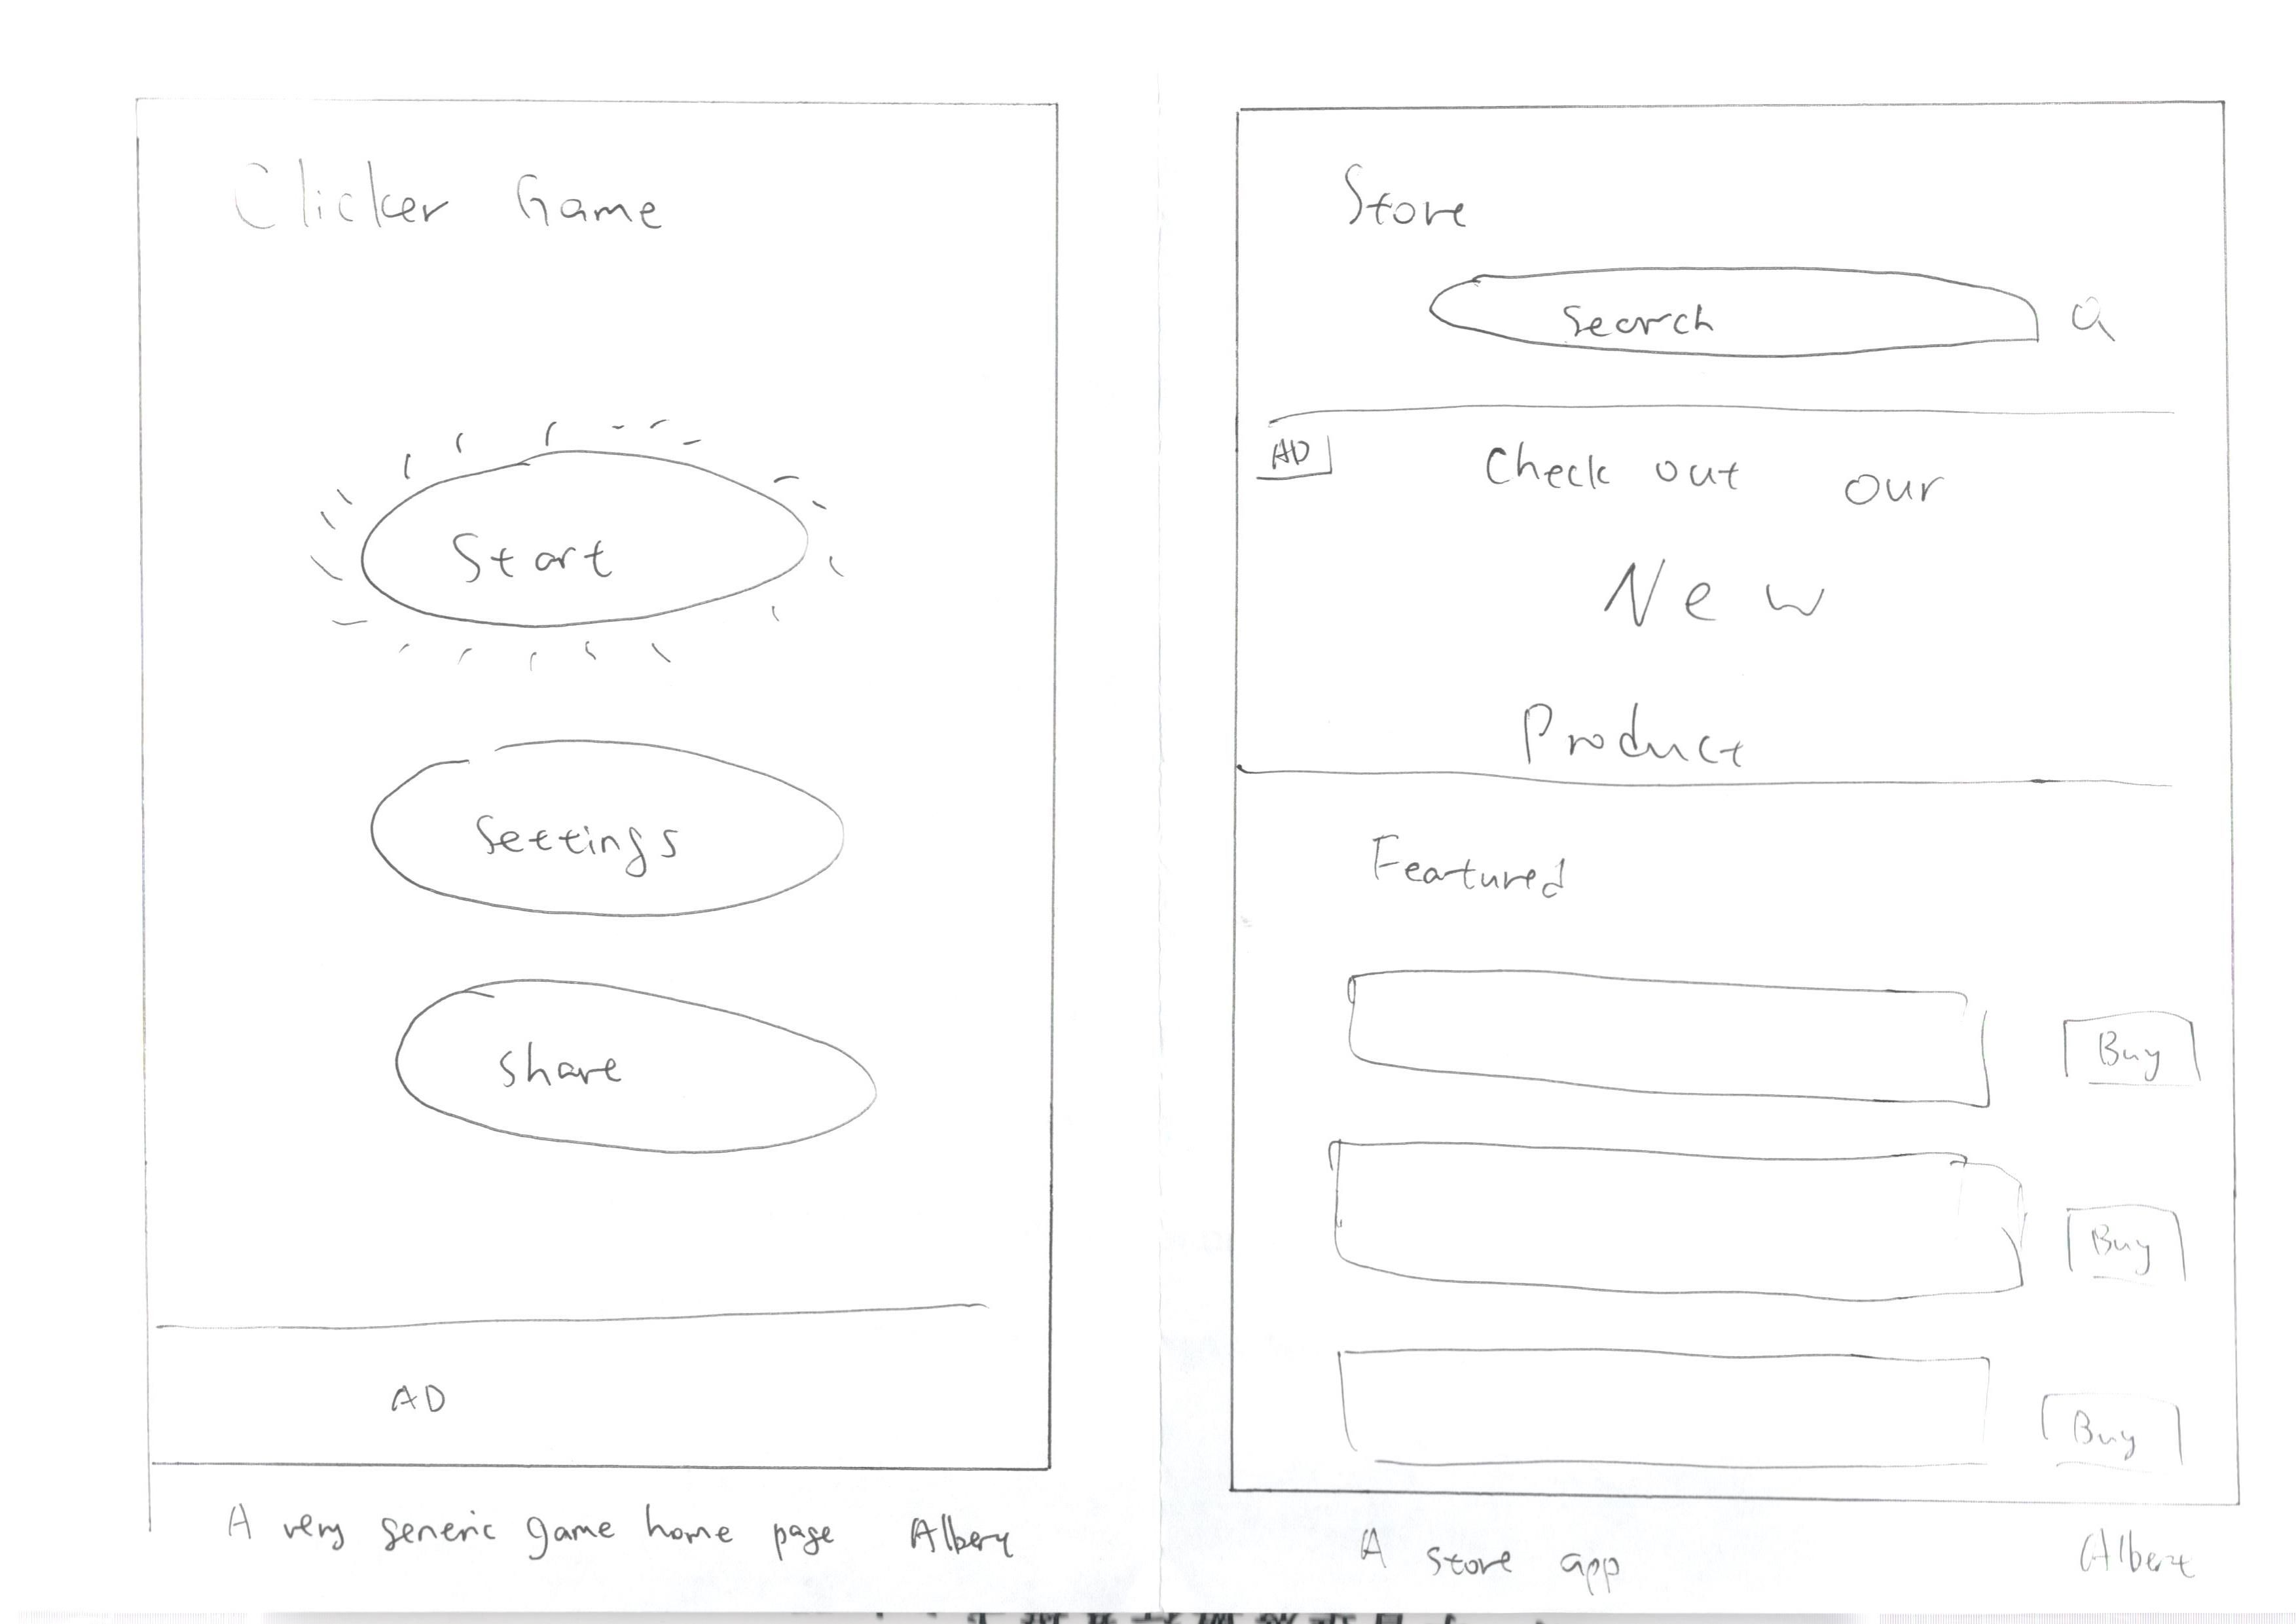 Clicker Game
Start
Settings
Share
AD
A very generic game home page Albert
Store
Search
AD
Check out our
New
Product
Featured
Buy
Buy
Buy
A store app Albert